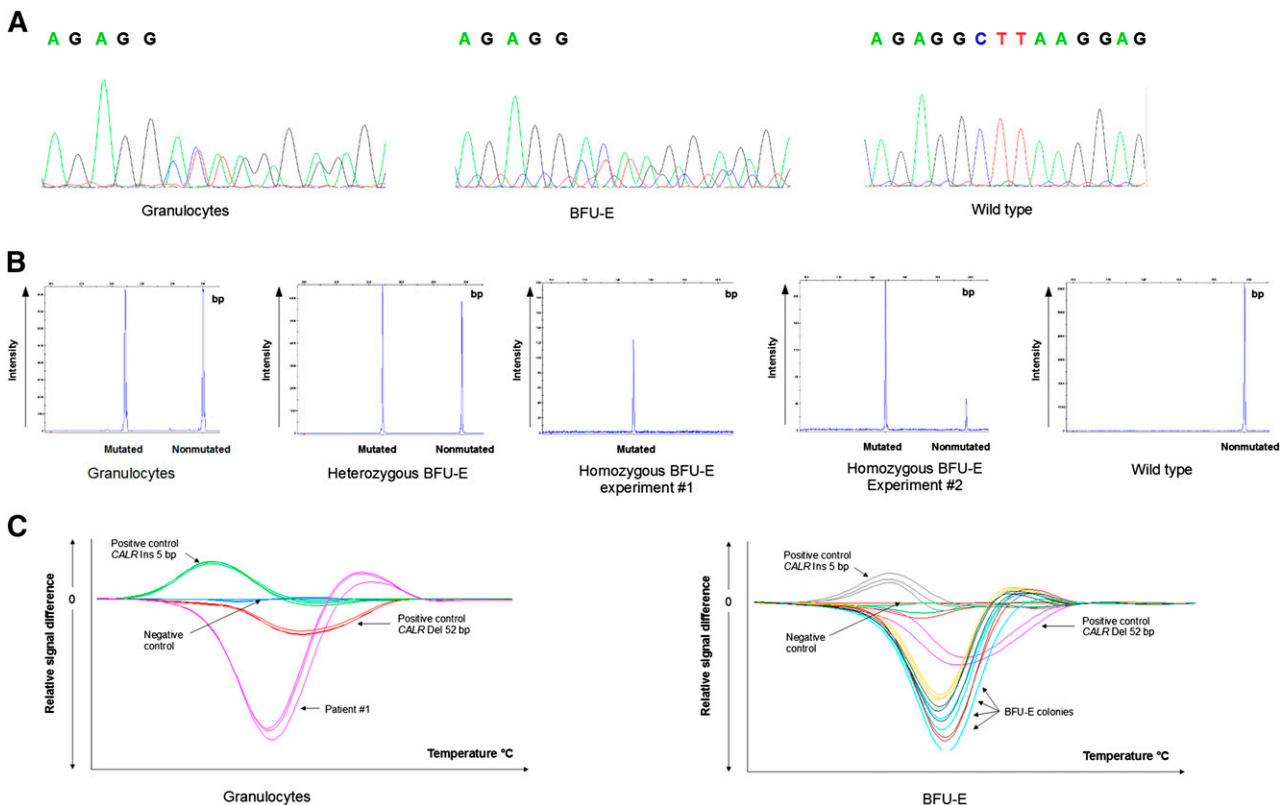 A
A G A G G
A G A G G
A G A G G C T T A A G G A G
Granulocytes
BFU-E
Wild type
B
bp
bp
bp
bp
bp
Intensity
Intensity
Intensity
Intensity
Intensity
Mutated Nonmutated
Mutated Nonmutated
Mutated
Mutated Nonmutated
Nonmutated
Granulocytes
Heterozygous BFU-E
Homozygous BFU-E
experiment #1
Homozygous BFU-E
Experiment #2
Wild type
C
Relative signal difference
0
Positive control
CALR Ins 5 bp
Negative
control
Positive control
CALR Del 52 bp
Patient #1
Temperature °C
Granulocytes
Relative signal difference
0
Positive control
CALR Ins 5 bp
Negative
control
Positive control
CALR Del 52 bp
BFU-E colonies
Temperature °C
BFU-E